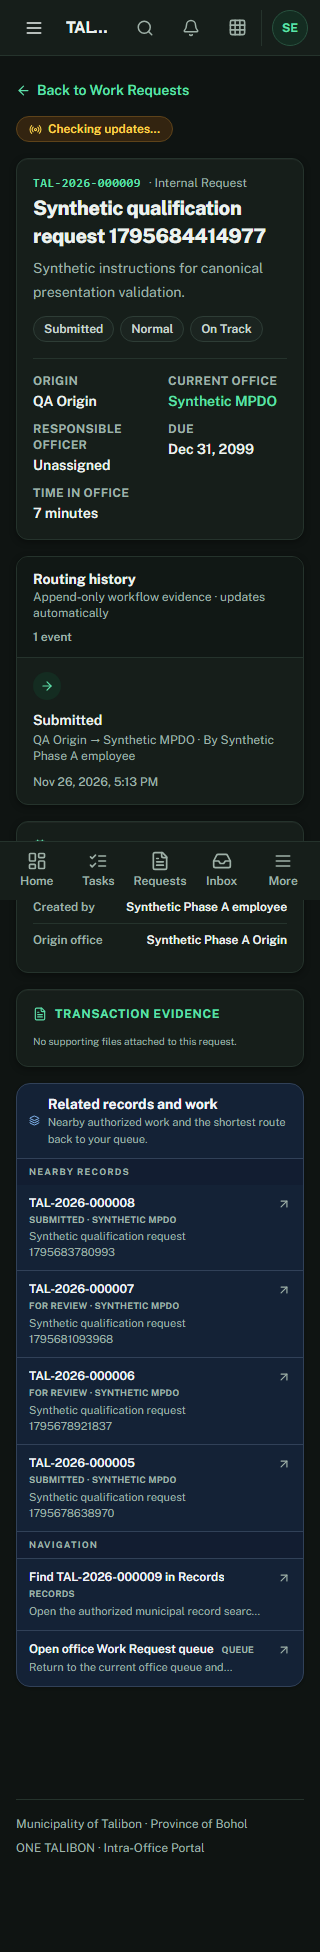 TAL...
SE
Back to Work Requests
Checking updates...
TAL-2026-000009 · Internal Request
Synthetic qualification
request 1795684414977
Synthetic instructions for canonical
presentation validation.
Submitted Normal On Track
ORIGIN
QA Origin
CURRENT OFFICE
Synthetic MPDO
RESPONSIBLE
OFFICER
Unassigned
DUE
Dec 31, 2099
TIME IN OFFICE
7 minutes
Routing history
Append-only workflow evidence · updates
automatically
1 event
Submitted
QA Origin → Synthetic MPDO · By Synthetic
Phase A employee
Nov 26, 2026, 5:13 PM
Home Tasks Requests Inbox More
Created by Synthetic Phase A employee
Origin office Synthetic Phase A Origin
TRANSACTION EVIDENCE
No supporting files attached to this request.
Related records and work
Nearby authorized work and the shortest route
back to your queue.
NEARBY RECORDS
TAL-2026-000008
SUBMITTED · SYNTHETIC MPDO
Synthetic qualification request
1795683780993
TAL-2026-000007
FOR REVIEW · SYNTHETIC MPDO
Synthetic qualification request
1795681093968
TAL-2026-000006
FOR REVIEW · SYNTHETIC MPDO
Synthetic qualification request
1795678921837
TAL-2026-000005
SUBMITTED · SYNTHETIC MPDO
Synthetic qualification request
1795678638970
NAVIGATION
Find TAL-2026-000009 in Records
RECORDS
Open the authorized municipal record searc...
Open office Work Request queue QUEUE
Return to the current office queue and...
Municipality of Talibon · Province of Bohol
ONE TALIBON · Intra-Office Portal